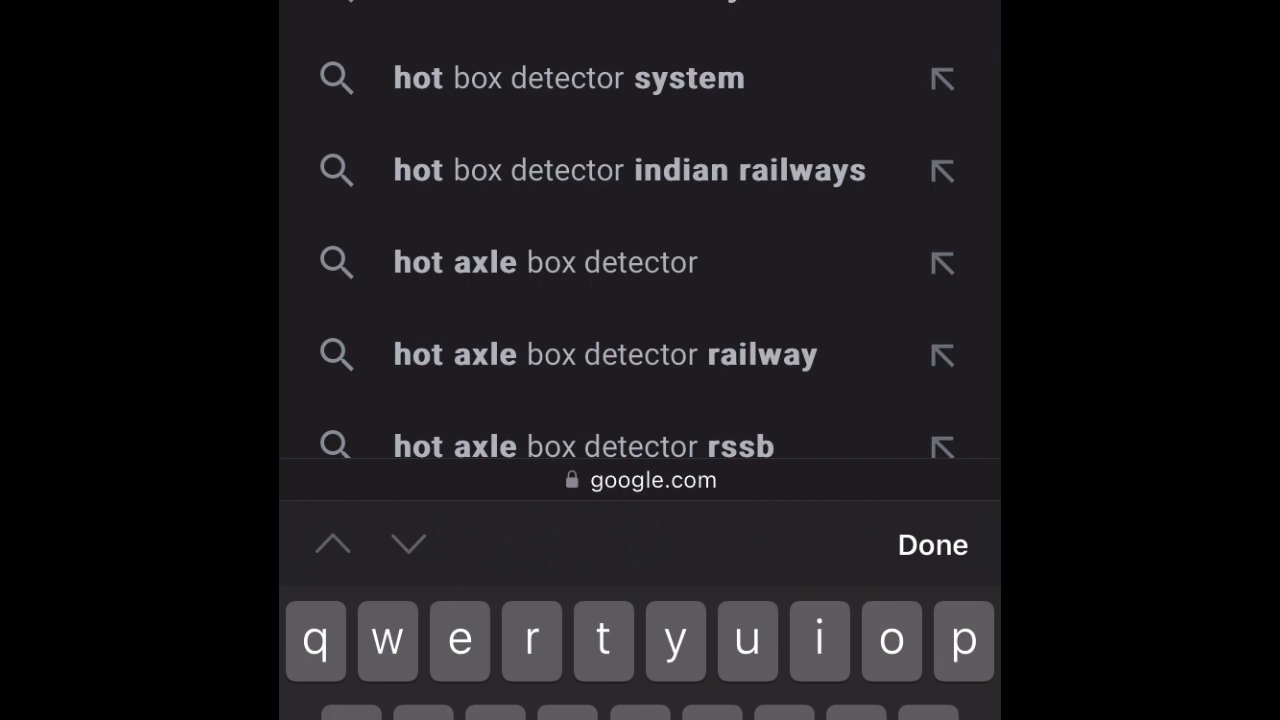 hot box detector system
hot box detector indian railways
hot axle box detector
hot axle box detector railway
hot axle box detector rssb
google.com
Done
q w e r t y u i o p